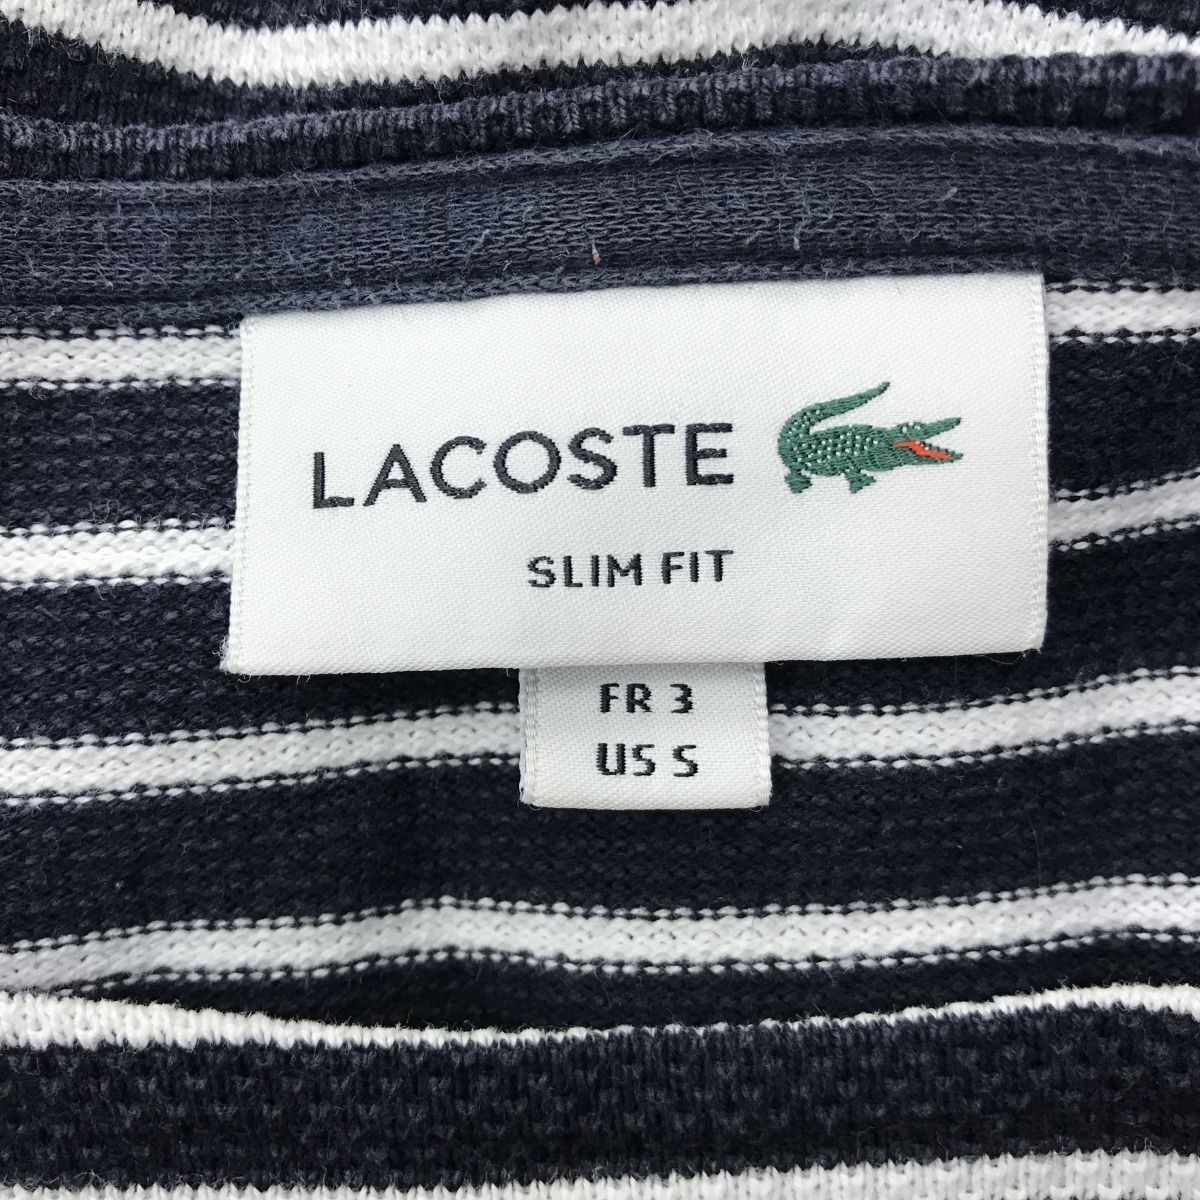 LACOSTE
SLIM FIT
FR 3
US S